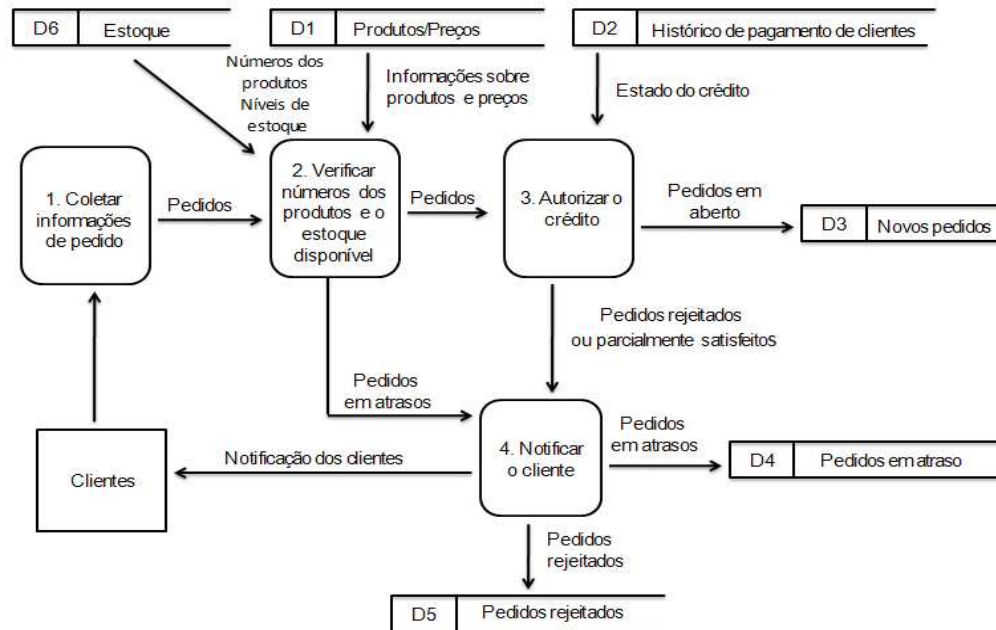 D6 Estoque
D1 Produtos/Preços
D2 Histórico de pagamento de clientes
Números dos
produtos
Níveis de
estoque
Informações sobre
produtos e preços
Estado do crédito
1. Coletar
informações
de pedido
Pedidos
2. Verificar
números dos
produtos e o
estoque
disponível
Pedidos
3. Autorizar o
crédito
Pedidos em
aberto
D3 Novos pedidos
Pedidos rejeitados
ou parcialmente satisfeitos
Pedidos
em atrasos
Clientes
Notificação dos clientes
4. Notificar
o cliente
Pedidos
em atrasos
D4 Pedidos em atraso
Pedidos
rejeitados
D5 Pedidos rejeitados